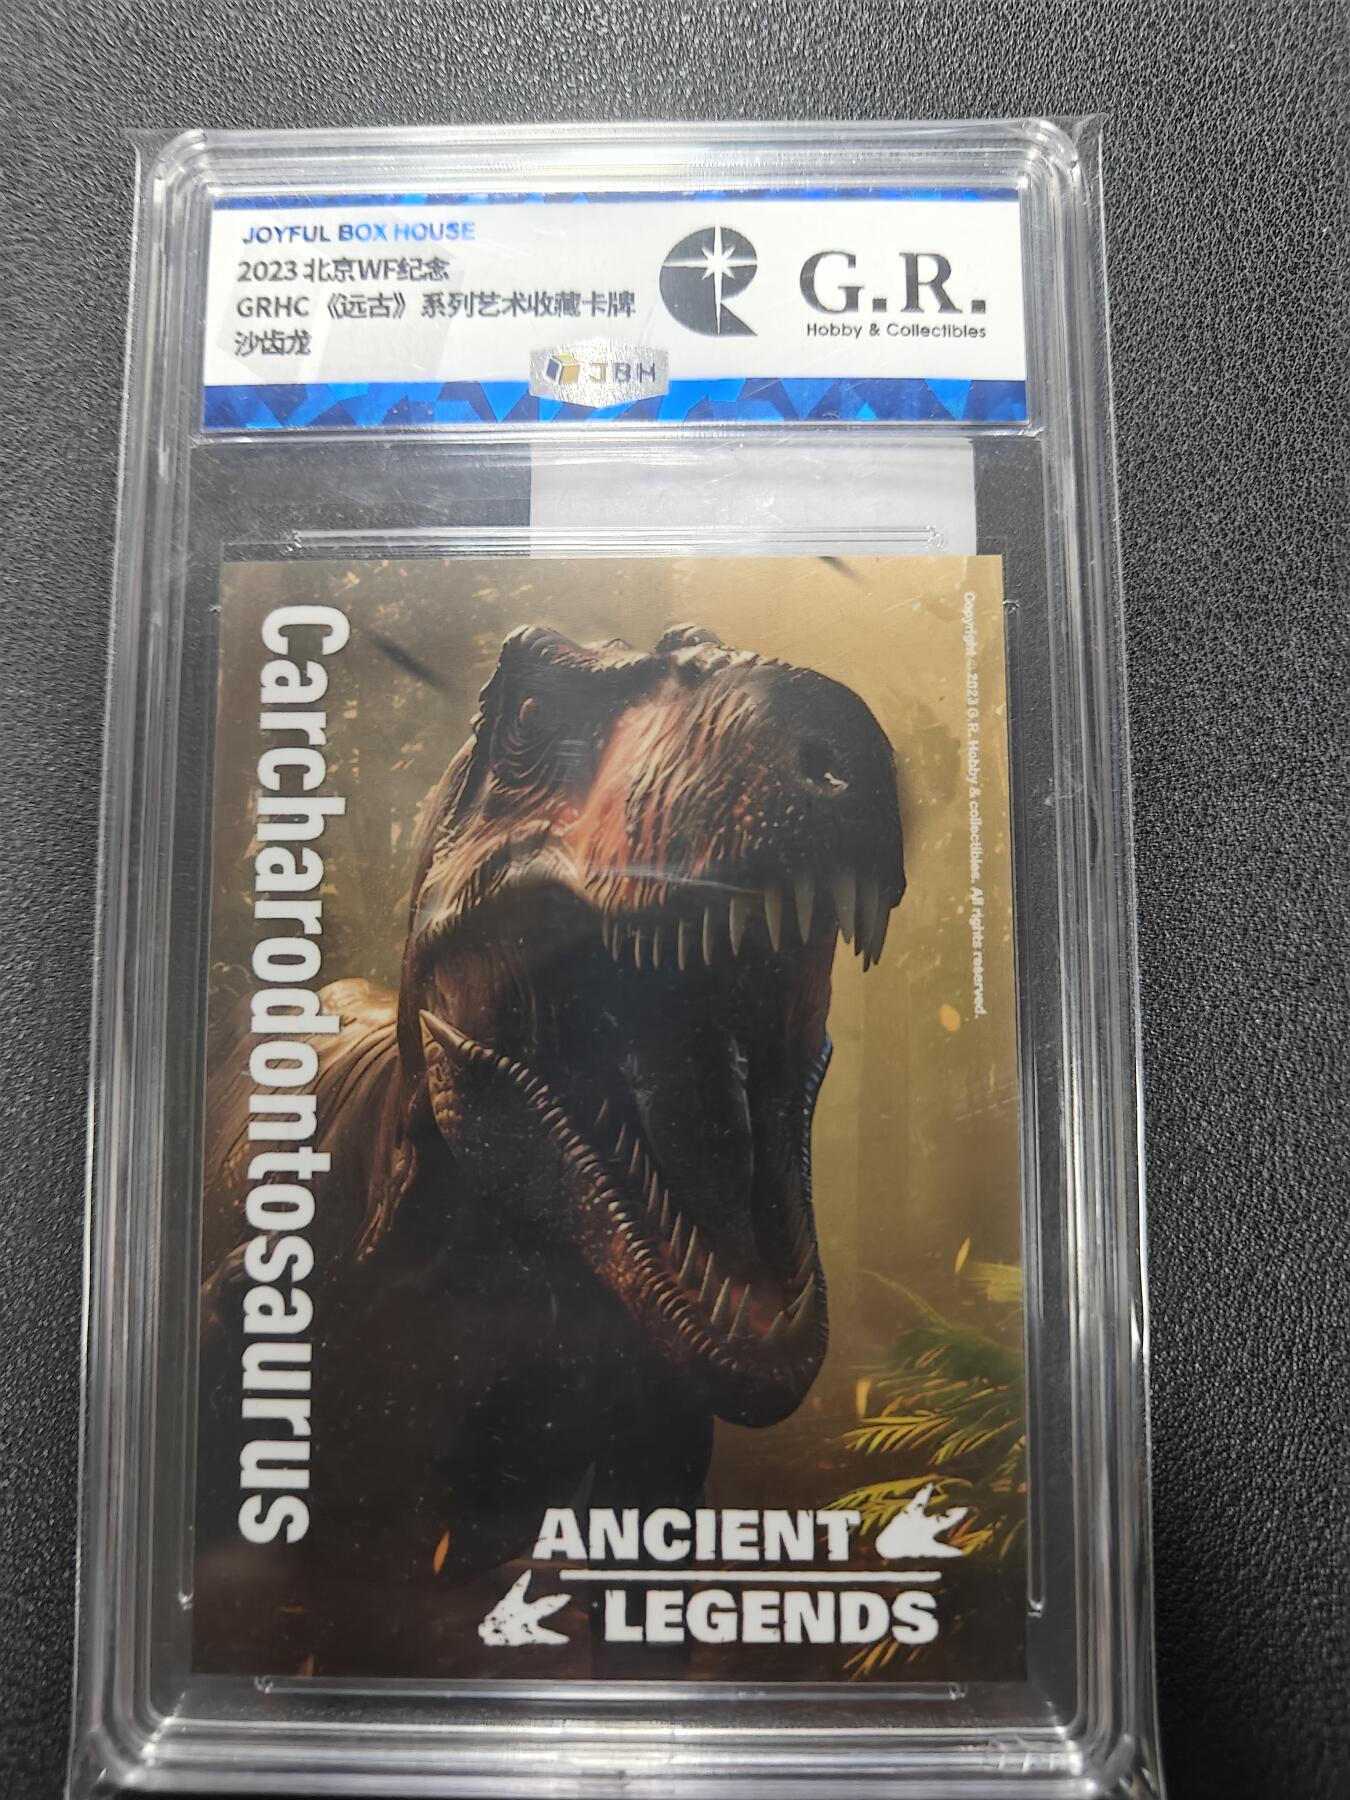 JOYFUL BOX HOUSE
2023 北京WF纪念
GRHC《远古》系列艺术收藏卡牌
沙齿龙
JBH
G.R.
Hobby & Collectibles
Copyright © 2023 G.R. Hobby & collectibles. All rights reserved.
Carcharodontosaurus
ANCIENT
LEGENDS